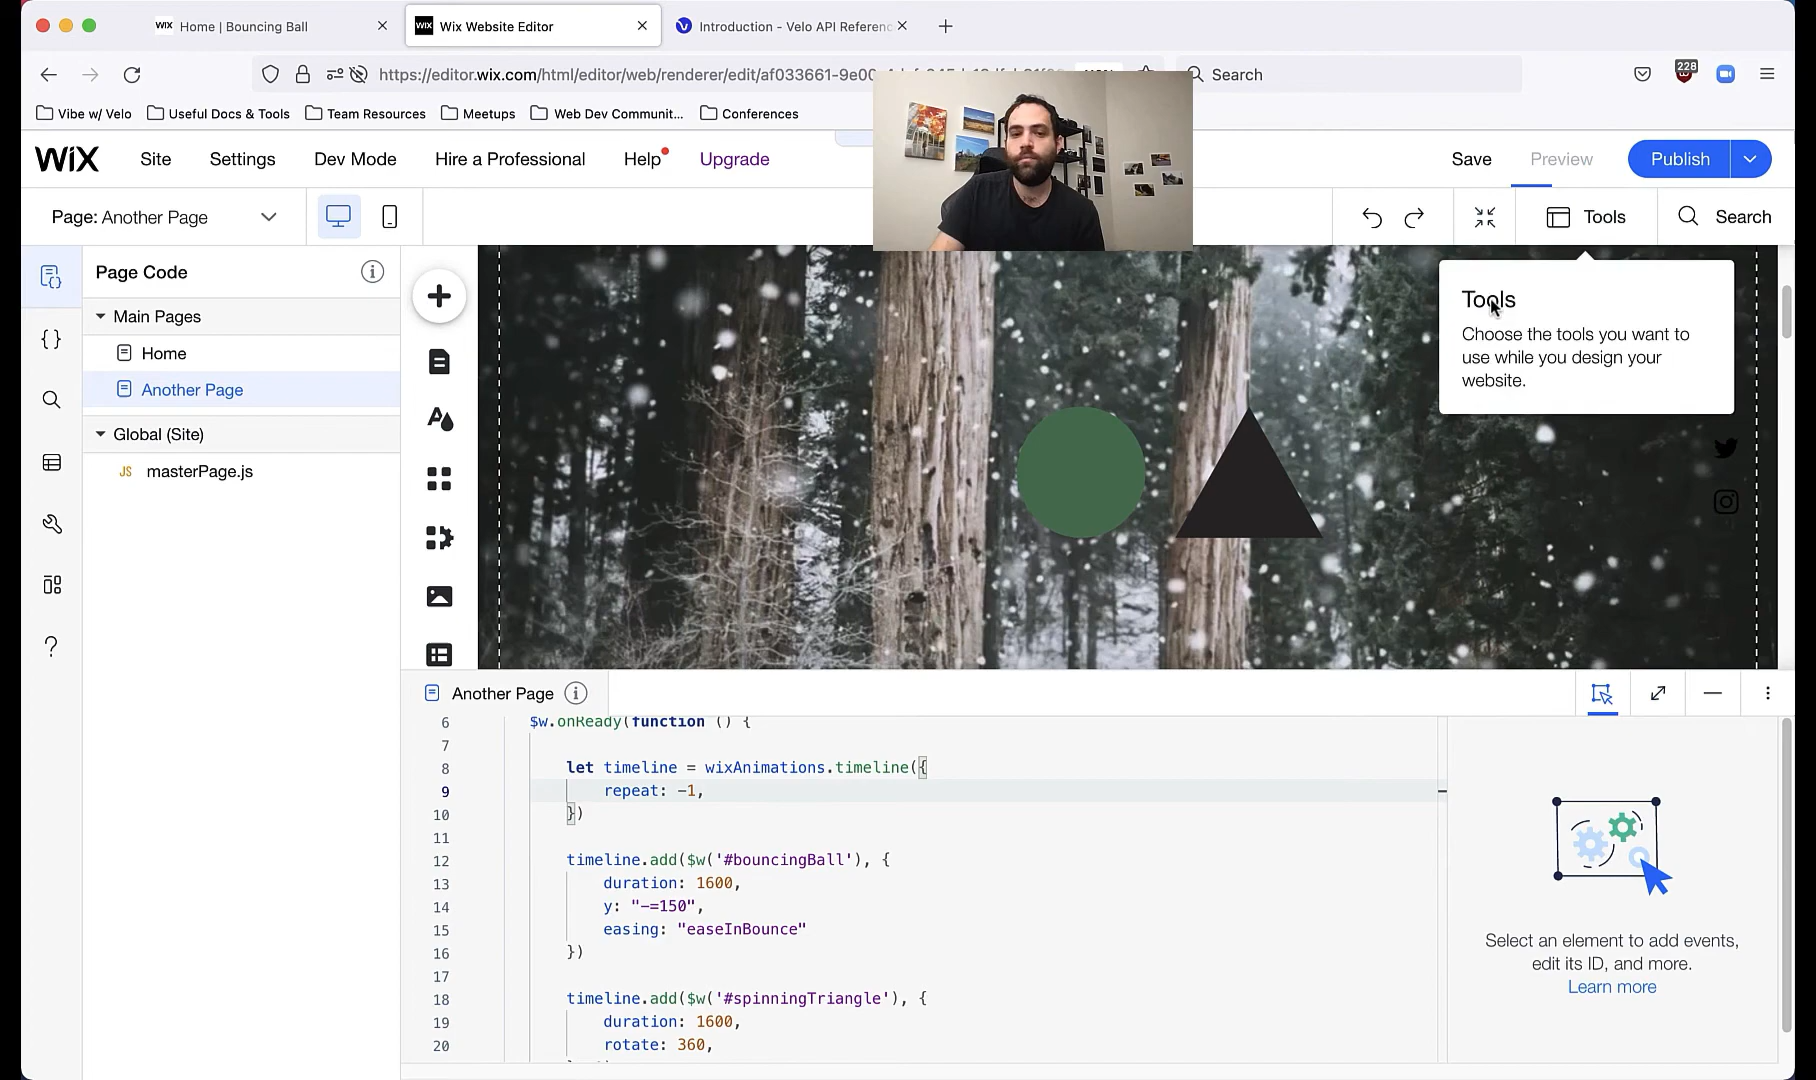 WIX Home | Bouncing Ball
WIX Wix Website Editor
Introduction - Velo API Referenc
https://editor.wix.com/html/editor/web/renderer/edit/af033661-9e00
Search
228
Vibe w/ Velo
Useful Docs & Tools
Team Resources
Meetups
Web Dev Communit...
Conferences
WiX
Site
Settings
Dev Mode
Hire a Professional
Help
Upgrade
Save
Preview
Publish
Page: Another Page
Tools
Search
Page Code
Main Pages
Home
Another Page
Global (Site)
JS masterPage.js
Tools
Choose the tools you want to
use while you design your
website.
Another Page
6 $w.onReady(function () {
7
8 let timeline = wixAnimations.timeline({
9 repeat: -1,
10 })
11
12 timeline.add($w('#bouncingBall'), {
13 duration: 1600,
14 y: "-=150",
15 easing: "easeInBounce"
16 })
17
18 timeline.add($w('#spinningTriangle'), {
19 duration: 1600,
20 rotate: 360,
Select an element to add events,
edit its ID, and more.
Learn more